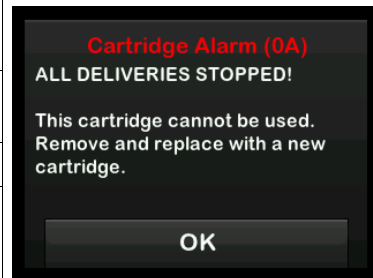 Cartridge Alarm (0A)
ALL DELIVERIES STOPPED!
This cartridge cannot be used.
Remove and replace with a new
cartridge.
OK